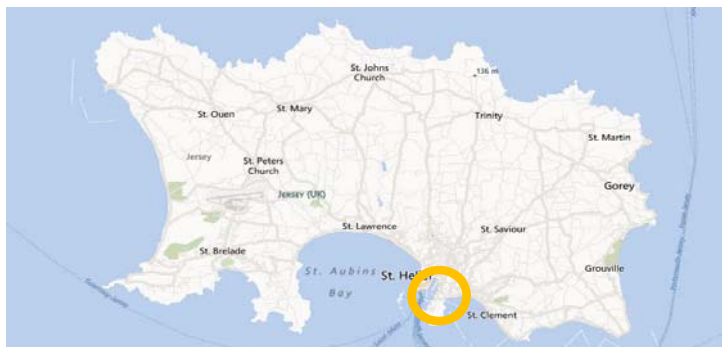 St. Johns
Church
136 m
St. Ouen
St. Mary
Trinity
St. Martin
Jersey
St. Peters
Church
Gorey
JERSEY (UK)
St. Lawrence
St. Saviour
St. Brelade
St. Aubins
Bay
St. Helier
Grouville
St. Clement